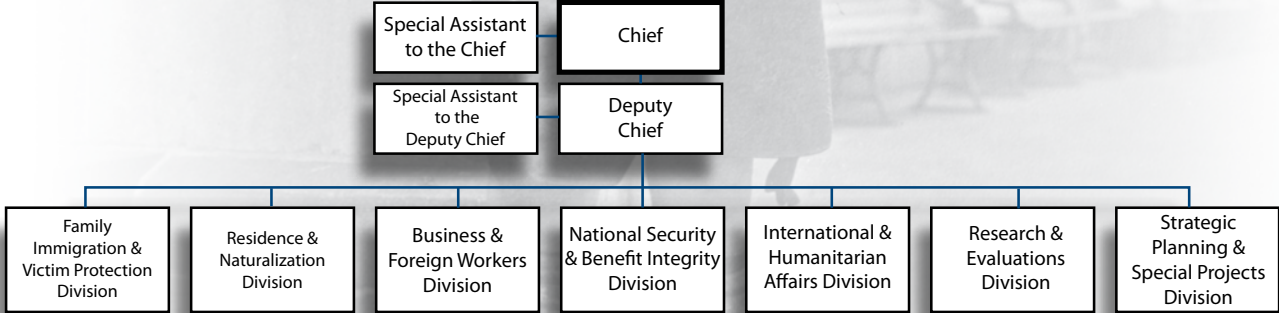 Special Assistant
to the Chief
Chief
Special Assistant
to the
Deputy Chief
Deputy
Chief
Family
Immigration &
Victim Protection
Division
Residence &
Naturalization
Division
Business &
Foreign Workers
Division
National Security
& Benefit Integrity
Division
International &
Humanitarian
Affairs Division
Research &
Evaluations
Division
Strategic
Planning &
Special Projects
Division